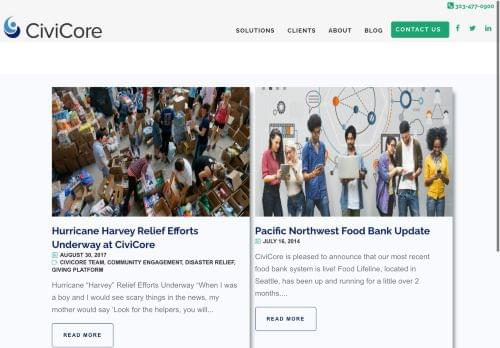 303-477-0900
CiviCore
SOLUTIONS CLIENTS ABOUT BLOG CONTACT US
Hurricane Harvey Relief Efforts
Underway at CiviCore
AUGUST 30, 2017
CIVICORE TEAM, COMMUNITY ENGAGEMENT, DISASTER RELIEF,
GIVING PLATFORM
Hurricane “Harvey” Relief Efforts Underway “When I was
a boy and I would see scary things in the news, my
mother would say ‘Look for the helpers, you will...
READ MORE
Pacific Northwest Food Bank Update
JULY 16, 2014
CiviCore is pleased to announce that our most recent
food bank system is live! Food Lifeline, located in
Seattle, has been up and running for a little over 2
months....
READ MORE